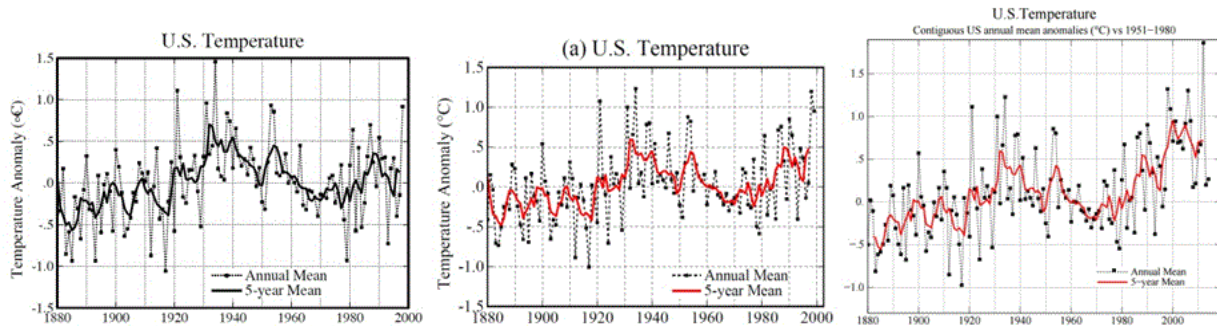 U.S. Temperature
Temperature Anomaly (∞C)
1.5
1.0
.5
0
-.5
-1.0
-1.5
1880 1900 1920 1940 1960 1980 2000
Annual Mean
5-year Mean
(a) U.S. Temperature
Temperature Anomaly (°C)
1.5
1.0
.5
0.
-.5
-1.0
-1.5
1880 1900 1920 1940 1960 1980 2000
Annual Mean
5-year Mean
U.S.Temperature
Contiguous US annual mean anomalies (°C) vs 1951−1980
1.5
1.0
.5
.0
−.5
−1.0
1880 1900 1920 1940 1960 1980 2000
Annual Mean
5−year Mean